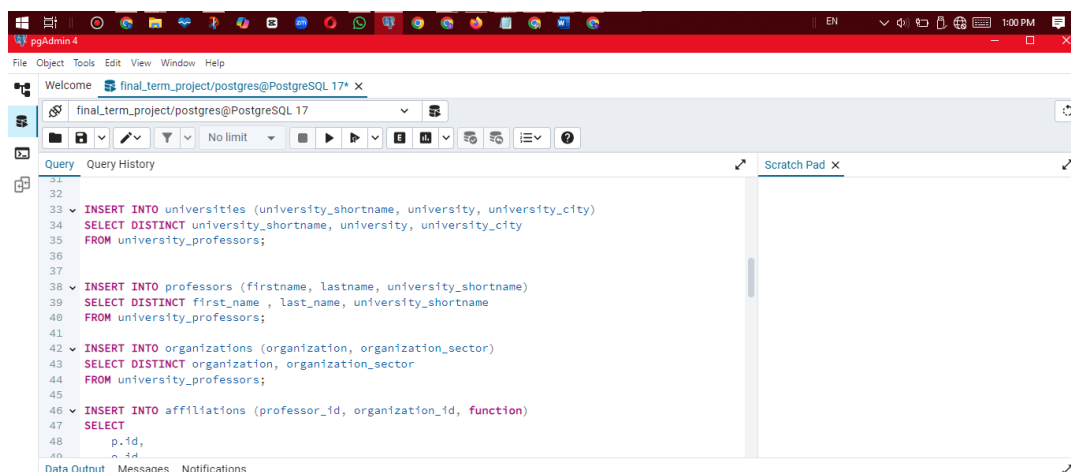 EN
1:00 PM
pgAdmin 4
File Object Tools Edit View Window Help
Welcome final_term_project/postgres@PostgreSQL 17* X
final_term_project/postgres@PostgreSQL 17
No limit
Query Query History
Scratch Pad X
31
32
33 INSERT INTO universities (university_shortname, university, university_city)
34 SELECT DISTINCT university_shortname, university, university_city
35 FROM university_professors;
36
37
38 INSERT INTO professors (firstname, lastname, university_shortname)
39 SELECT DISTINCT first_name , last_name, university_shortname
40 FROM university_professors;
41
42 INSERT INTO organizations (organization, organization_sector)
43 SELECT DISTINCT organization, organization_sector
44 FROM university_professors;
45
46 INSERT INTO affiliations (professor_id, organization_id, function)
47 SELECT
48 p.id,
49
Data Output Messages Notifications